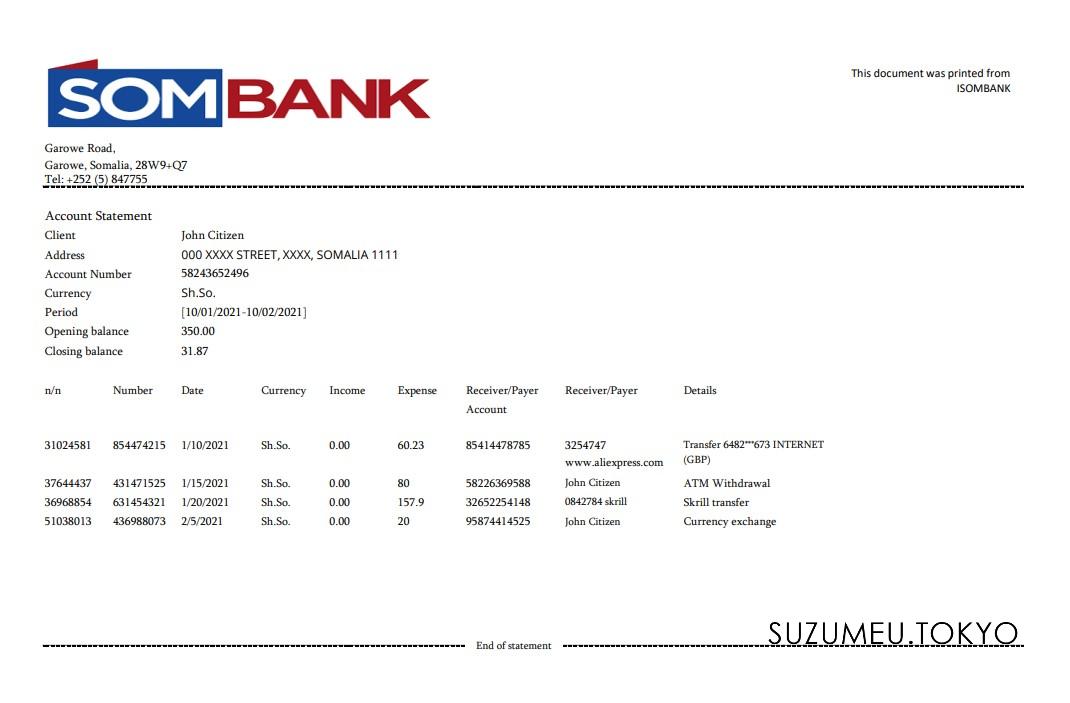 SOMBANK
This document was printed from
ISOMBANK
Garowe Road,
Garowe, Somalia, 28W9+Q7
Tel: +252 (5) 847755
Account Statement
Client John Citizen
Address 000 XXXX STREET, XXXX, SOMALIA 1111
Account Number 58243652496
Currency Sh.So.
Period [10/01/2021-10/02/2021]
Opening balance 350.00
Closing balance 31.87
n/n Number Date Currency Income Expense Receiver/Payer Receiver/Payer Details
Account
31024581 854474215 1/10/2021 Sh.So. 0.00 60.23 85414478785 3254747 Transfer 6482***673 INTERNET
www.aliexpress.com (GBP)
37644437 431471525 1/15/2021 Sh.So. 0.00 80 58226369588 John Citizen ATM Withdrawal
36968854 631454321 1/20/2021 Sh.So. 0.00 157.9 32652254148 0842784 skrill Skrill transfer
51038013 436988073 2/5/2021 Sh.So. 0.00 20 95874414525 John Citizen Currency exchange
SUZUMEU.TOKYO
End of statement